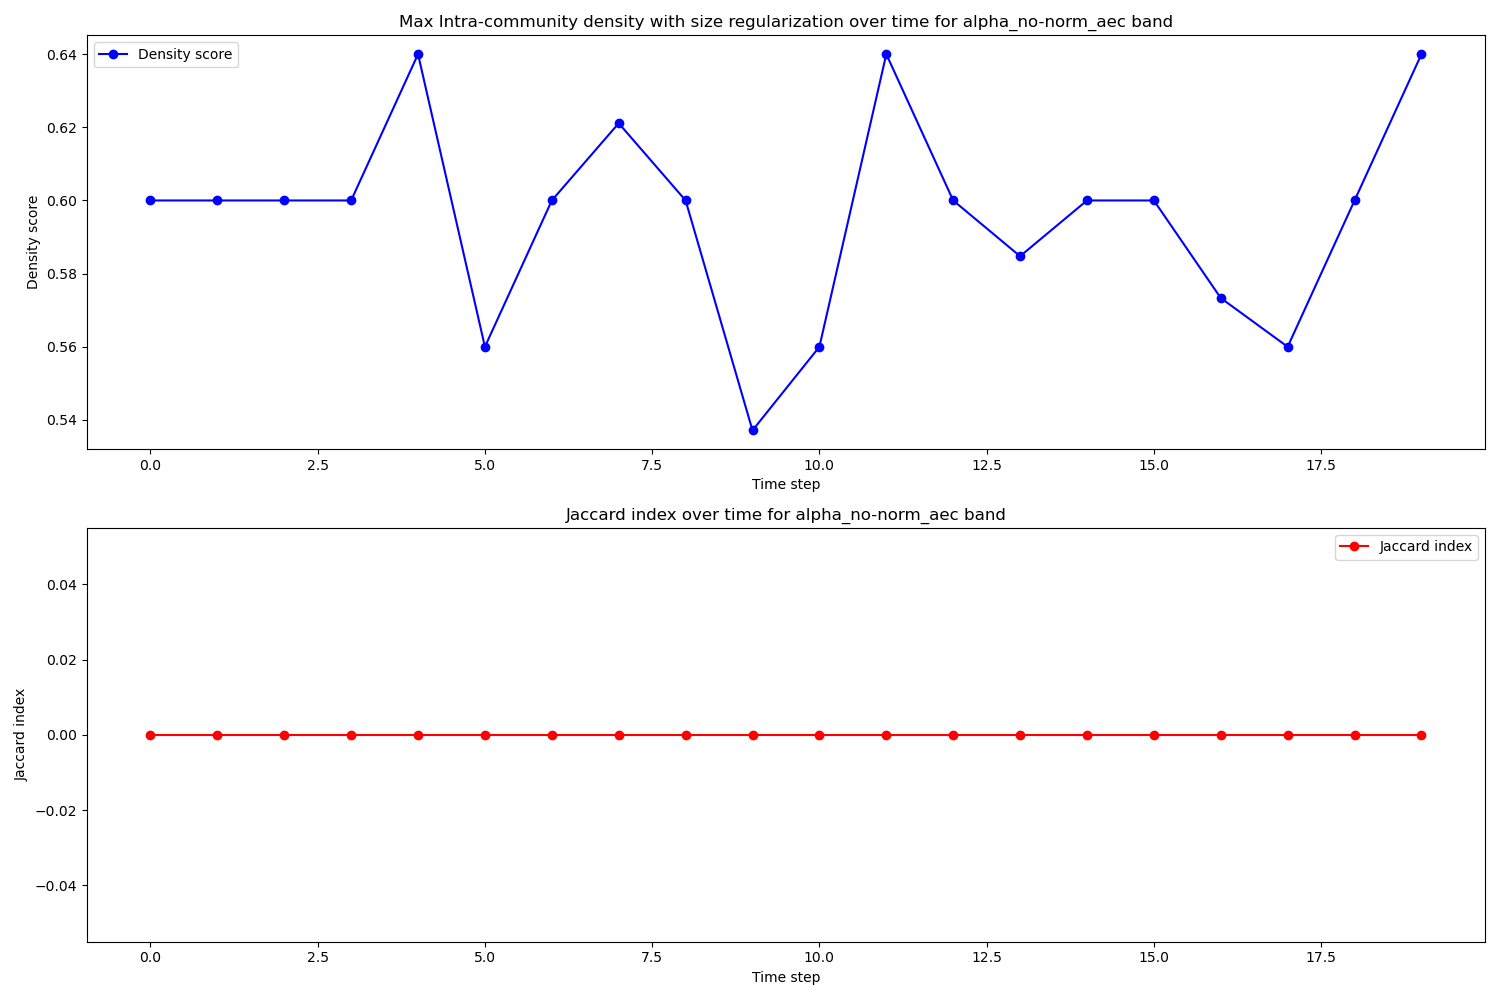 Max Intra-community density with size regularization over time for alpha_no-norm_aec band
Density score
0.64
0.62
0.60
0.58
0.56
0.54
Density score
0.0 2.5 5.0 7.5 10.0 12.5 15.0 17.5
Time step
Jaccard index over time for alpha_no-norm_aec band
Jaccard index
0.04
0.02
0.00
−0.02
−0.04
Jaccard index
0.0 2.5 5.0 7.5 10.0 12.5 15.0 17.5
Time step